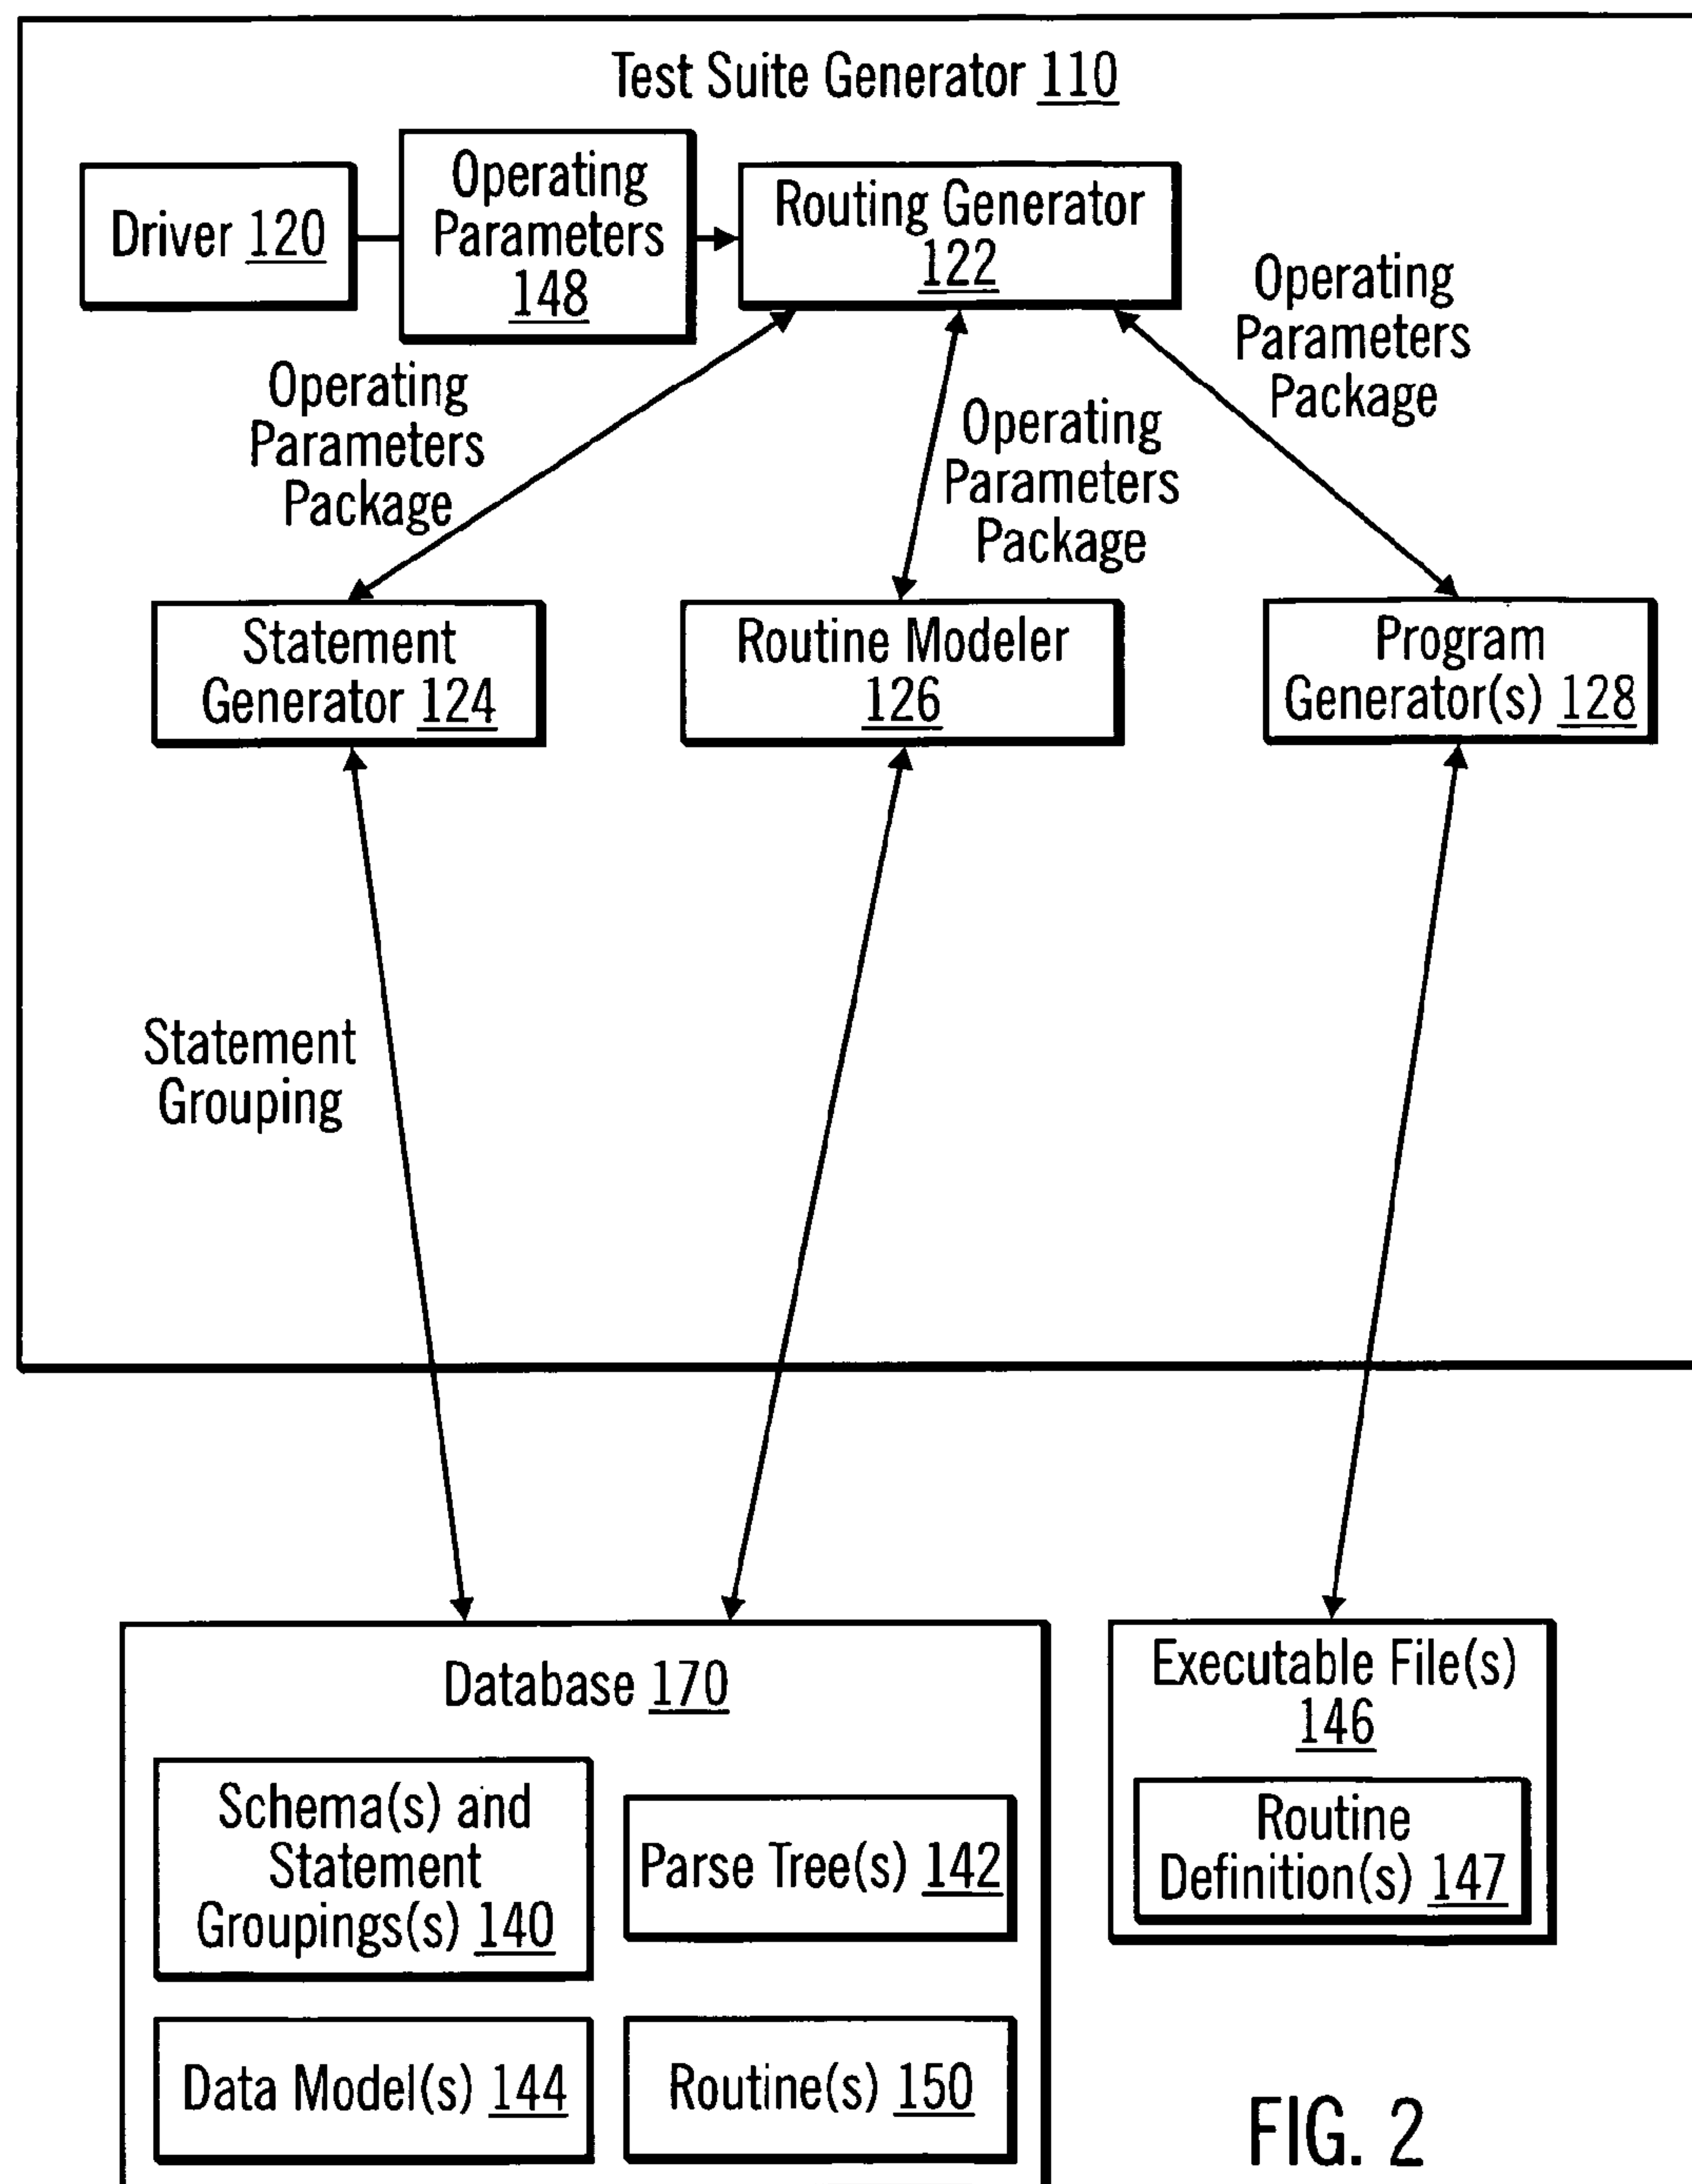 Test Suite Generator 110
Driver 120
Operating
Parameters
148
Routing Generator
122
Operating
Parameters
Package
Operating
Parameters
Package
Operating
Parameters
Package
Statement
Generator 124
Routine Modeler
126
Program
Generator(s) 128
Statement
Grouping
Database 170
Schema(s) and
Statement
Groupings(s) 140
Parse Tree(s) 142
Data Model(s) 144
Routine(s) 150
Executable File(s)
146
Routine
Definition(s) 147
FIG. 2